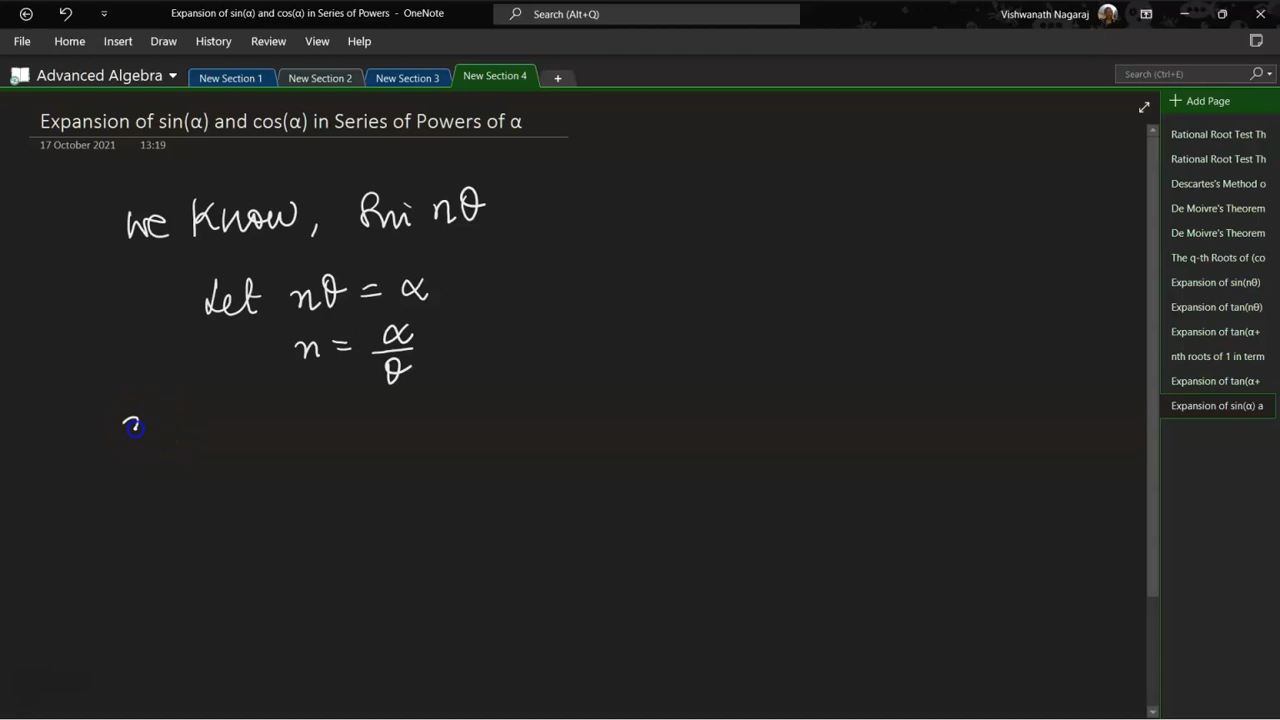 Expansion of sin(α) and cos(α) in Series of Powers - OneNote
Search (Alt+Q)
Vishwanath Nagaraj
File Home Insert Draw History Review View Help
Advanced Algebra New Section 1 New Section 2 New Section 3 New Section 4 +
Search (Ctrl+E)
Expansion of sin(α) and cos(α) in Series of Powers of α
17 October 2021 13:19
we know, Sin nθ
Let nθ = α
n = α/θ
+ Add Page
Rational Root Test Th
Rational Root Test Th
Descartes's Method o
De Moivre's Theorem
De Moivre's Theorem
The q-th Roots of (co
Expansion of sin(nθ)
Expansion of tan(nθ)
Expansion of tan(α+
nth roots of 1 in term
Expansion of tan(α+
Expansion of sin(α) a